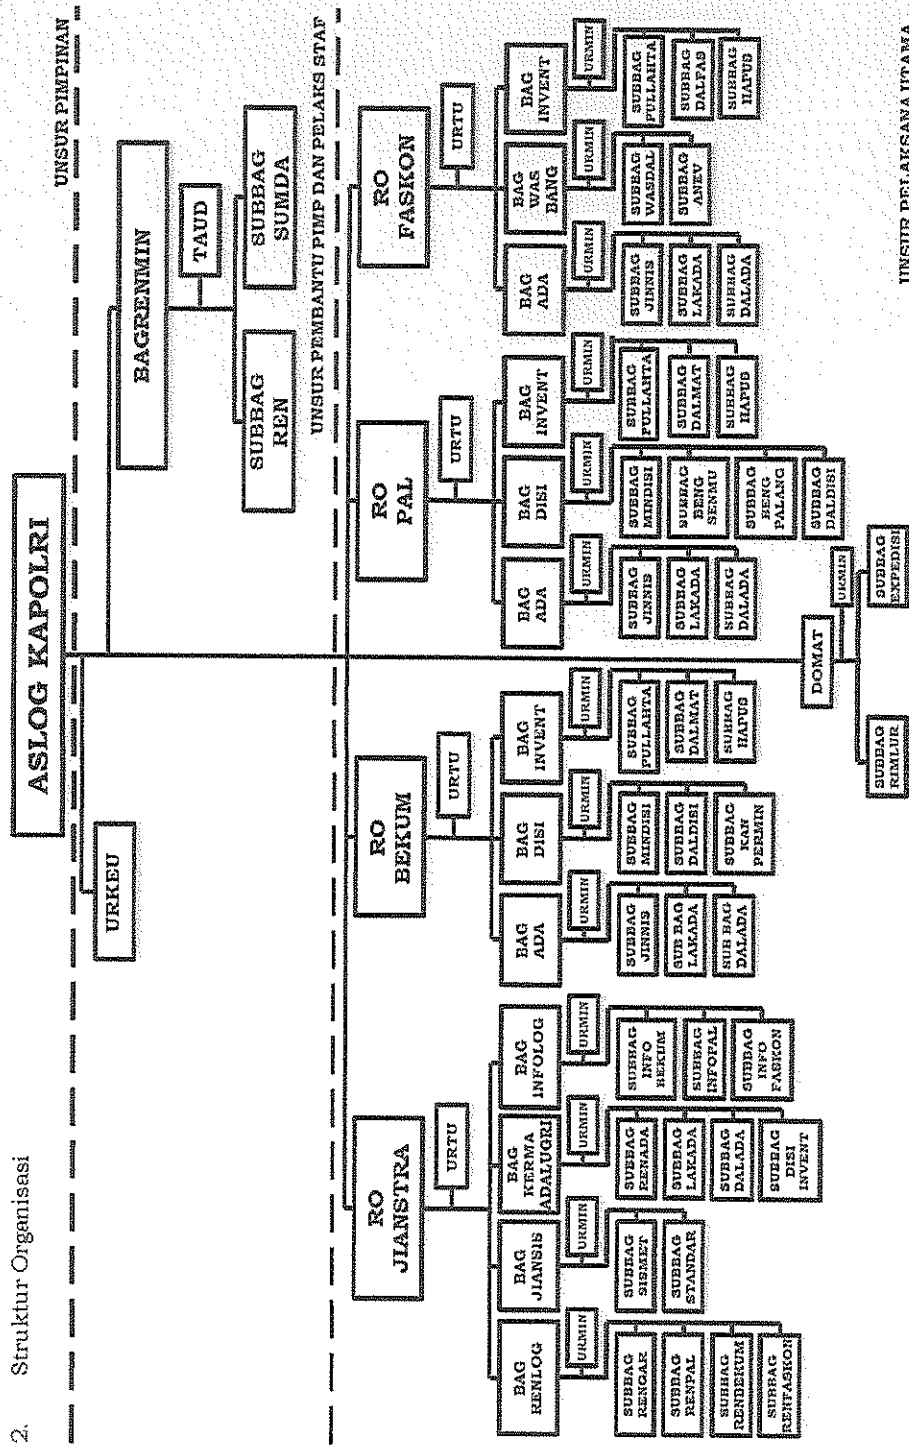 2. Struktur Organisasi
ASLOG KAPOLRI
UNSUR PIMPINAN
URKEU
BAGRENMIN
TAUD
SUBBAG
REN
SUBBAG
SUMDA
UNSUR PEMBANTU PIMP DAN PELAKS STAF
RO
JIANSTRA
URTU
BAG
RENLOG
URMIN
SUBBAG
RENGAR
SUBBAG
RENPAL
SUBBAG
RENBEKUM
SUBBAG
RENFASKON
BAG
JIANSIS
URMIN
SUBBAG
SISMET
SUBBAG
STANDAR
BAG
KERMA
ADALUGRI
URMIN
SUBBAG
RENADA
SUBBAG
LAKADA
SUBBAG
DALADA
SUBBAG
DISI
INVENT
BAG
INFOLOG
URMIN
SUBBAG
INFO
BEKUM
SUBBAG
INFOPAL
SUBBAG
INFO
FASKON
RO
BEKUM
URTU
BAG
ADA
URMIN
SUBBAG
JINNIS
SUB BAG
LAKADA
SUB BAG
DALADA
BAG
DISI
URMIN
SUBBAG
MINDISI
SUBBAG
DALDISI
SUBBAG
KAN
PERMIN
BAG
INVENT
URMIN
SUBBAG
PULLAHTA
SUBBAG
DALMAT
SUBBAG
HAPUS
RO
PAL
URTU
BAG
ADA
URMIN
SUBBAG
JINNIS
SUBBAG
LAKADA
SUBBAG
DALADA
BAG
DISI
URMIN
SUBBAG
MINDISI
SUBBAG
BENG
SENMU
SUBBAG
BENG
PALANG
SUBBAG
DALDISI
BAG
INVENT
URMIN
SUBBAG
PULLAHTA
SUBBAG
DALMAT
SUBBAG
HAPUS
RO
FASKON
URTU
BAG
ADA
URMIN
SUBBAG
JINNIS
SUBBAG
LAKADA
SUBBAG
DALADA
BAG
WAS
BANG
URMIN
SUBBAG
WASDAL
SUBBAG
ANEV
BAG
INVENT
URMIN
SUBBAG
PULLAHTA
SUBBAG
DALFAS
SUBBAG
HAPUS
DOMAT
URMIN
SUBBAG
RIMLUR
SUBBAG
EXPEDISI
UNSUR PELAKSANA UTAMA